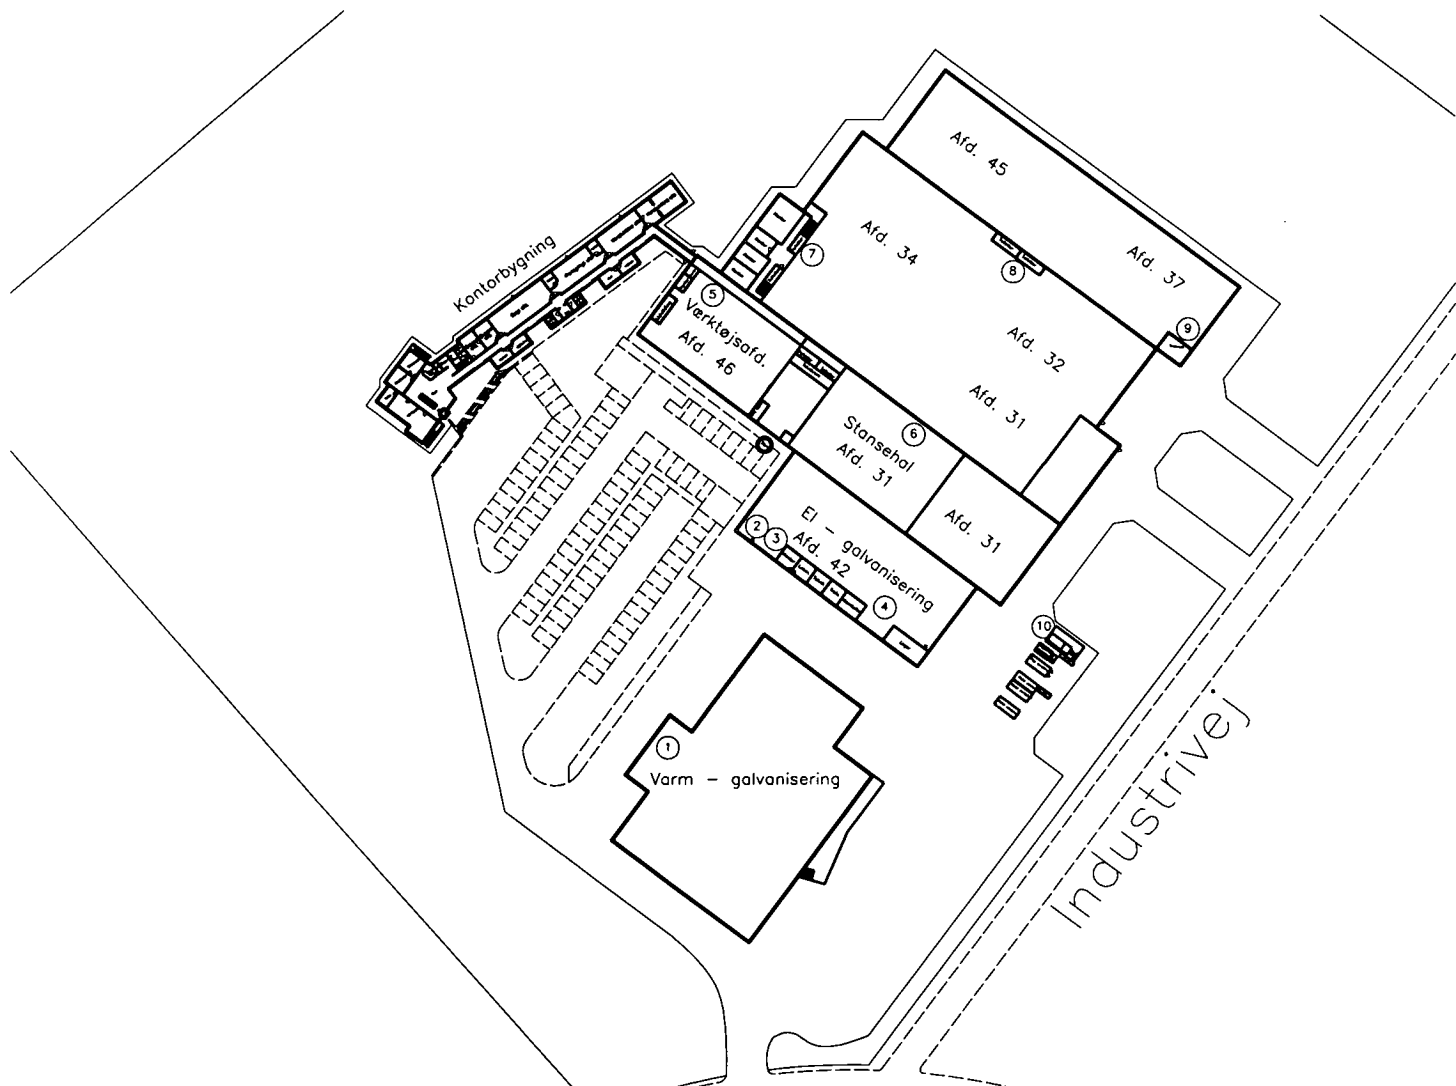 Afd. 45
Afd. 37
Afd. 34
7
8
9
Kontorbygning
5
Værktøjsafd.
Afd. 46
Afd. 32
Afd. 31
6
Stansehal
Afd. 31
Afd. 31
2
3
El - galvanisering
Afd. 42
4
10
1
Varm - galvanisering
Industrivej